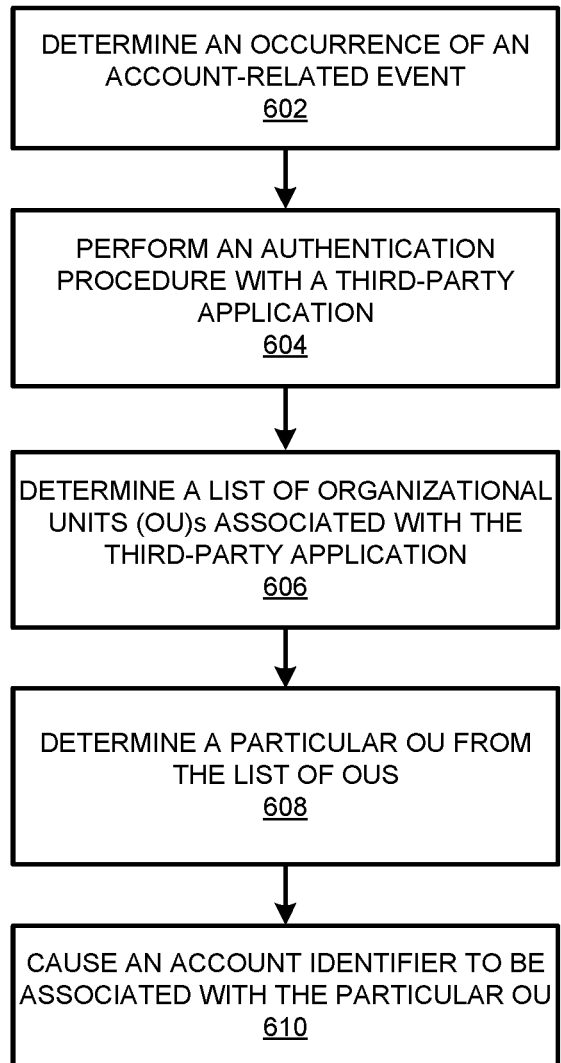 DETERMINE AN OCCURRENCE OF AN
ACCOUNT-RELATED EVENT
602
PERFORM AN AUTHENTICATION
PROCEDURE WITH A THIRD-PARTY
APPLICATION
604
DETERMINE A LIST OF ORGANIZATIONAL
UNITS (OU)s ASSOCIATED WITH THE
THIRD-PARTY APPLICATION
606
DETERMINE A PARTICULAR OU FROM
THE LIST OF OUS
608
CAUSE AN ACCOUNT IDENTIFIER TO BE
ASSOCIATED WITH THE PARTICULAR OU
610